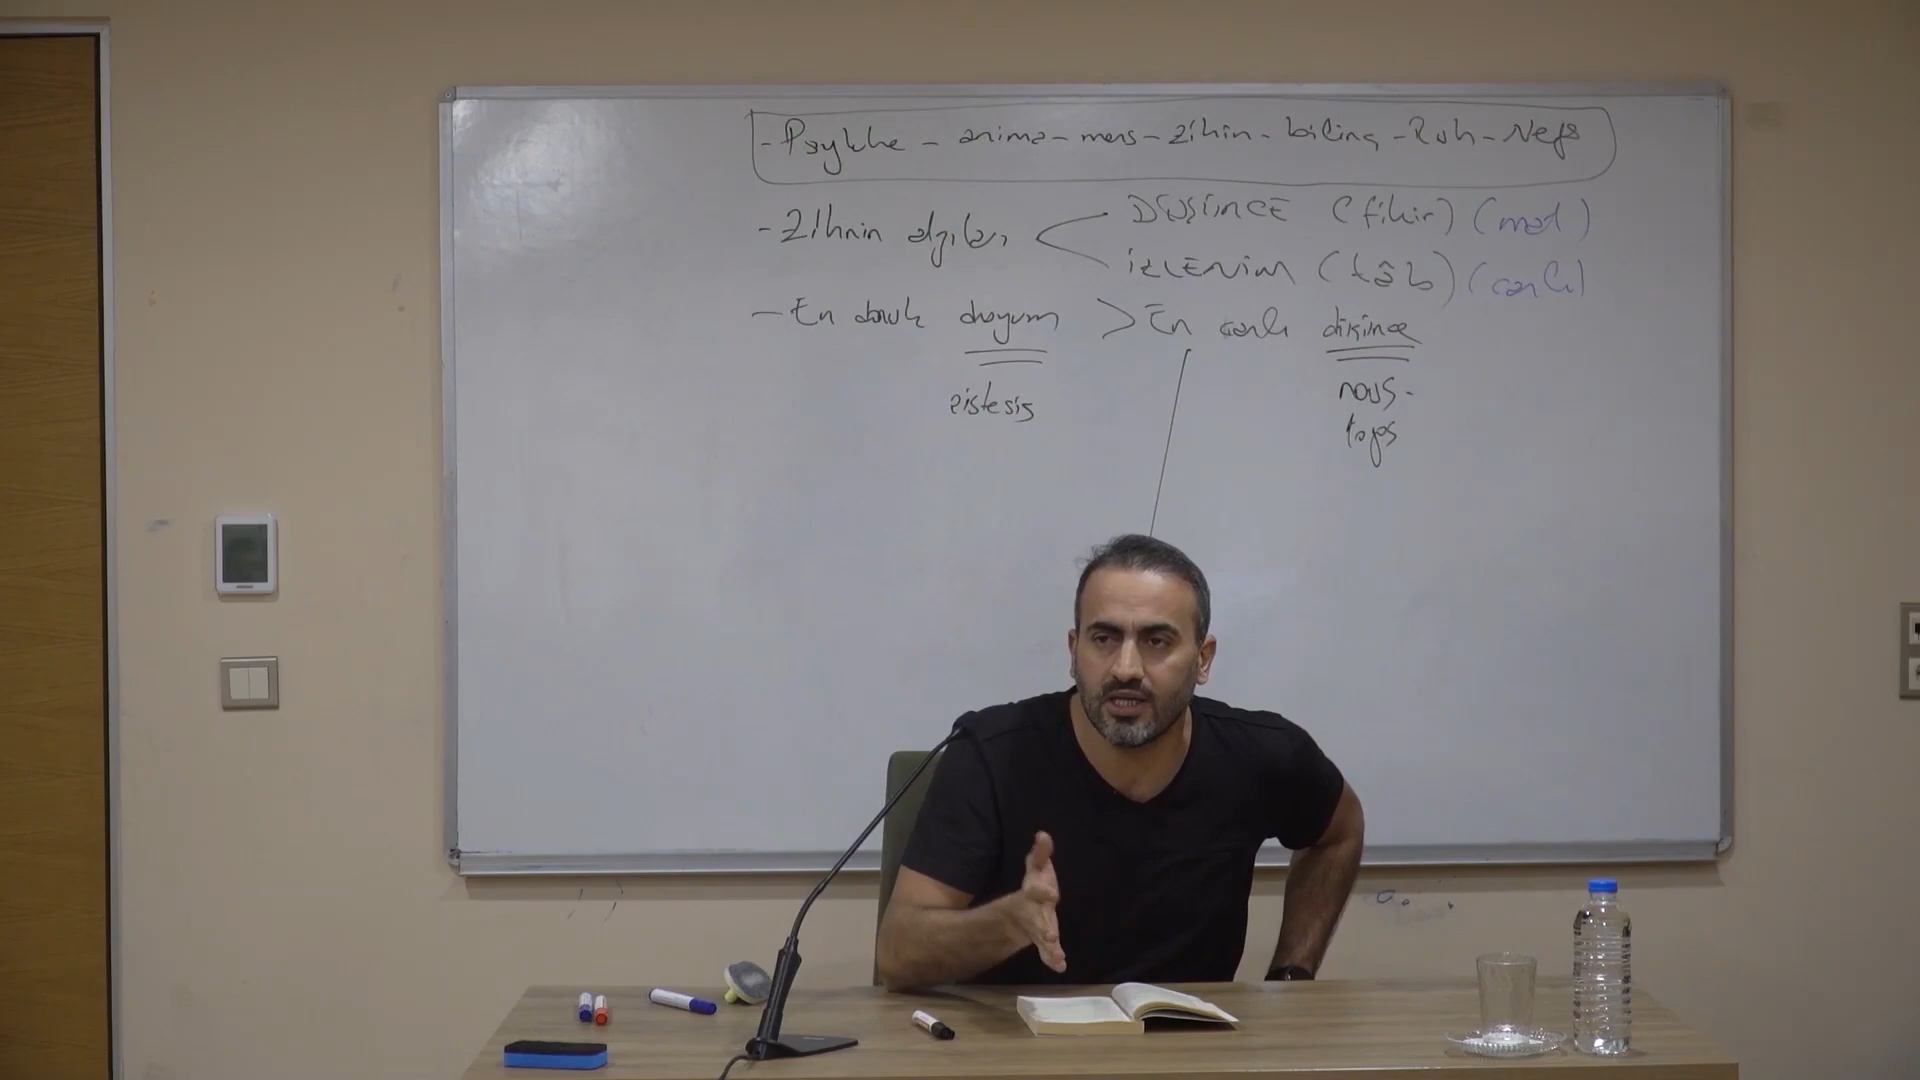 - Psykhe - anima - mens - zihin - bilinç - Ruh - Nefs
- Zihnin algıları < DÜŞÜNCE (fikir) (mat)
İZLENİM (tâb) (canlı)
- En donuk duyum > En canlı düşünce
aistesis nous -
logos